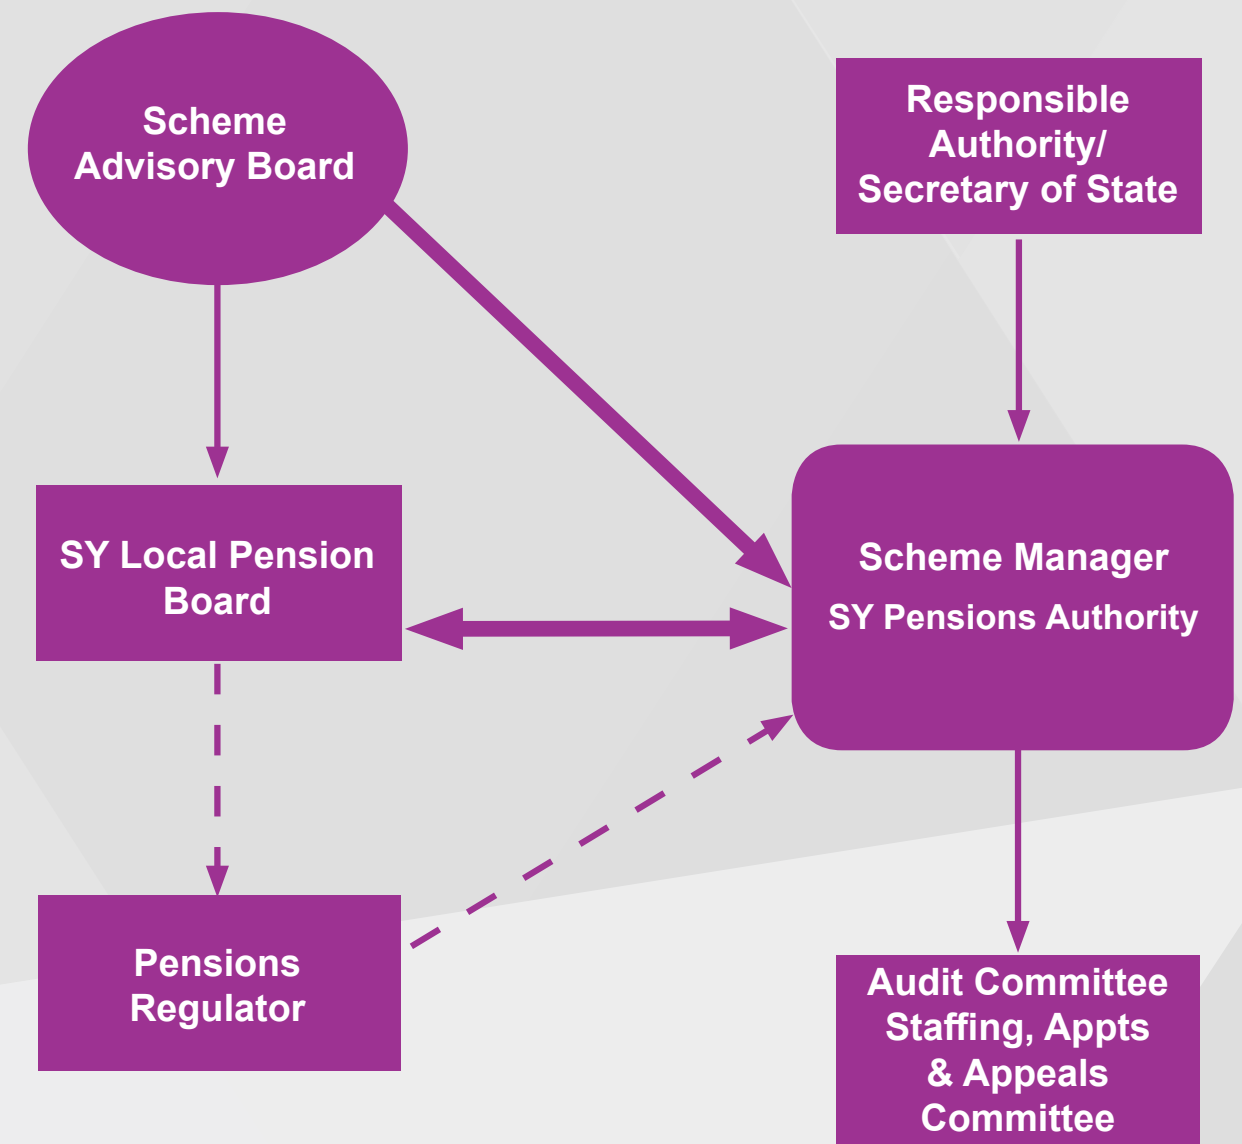 Scheme
Advisory Board
Responsible
Authority/
Secretary of State
SY Local Pension
Board
Scheme Manager
SY Pensions Authority
Pensions
Regulator
Audit Committee
Staffing, Appts
& Appeals
Committee